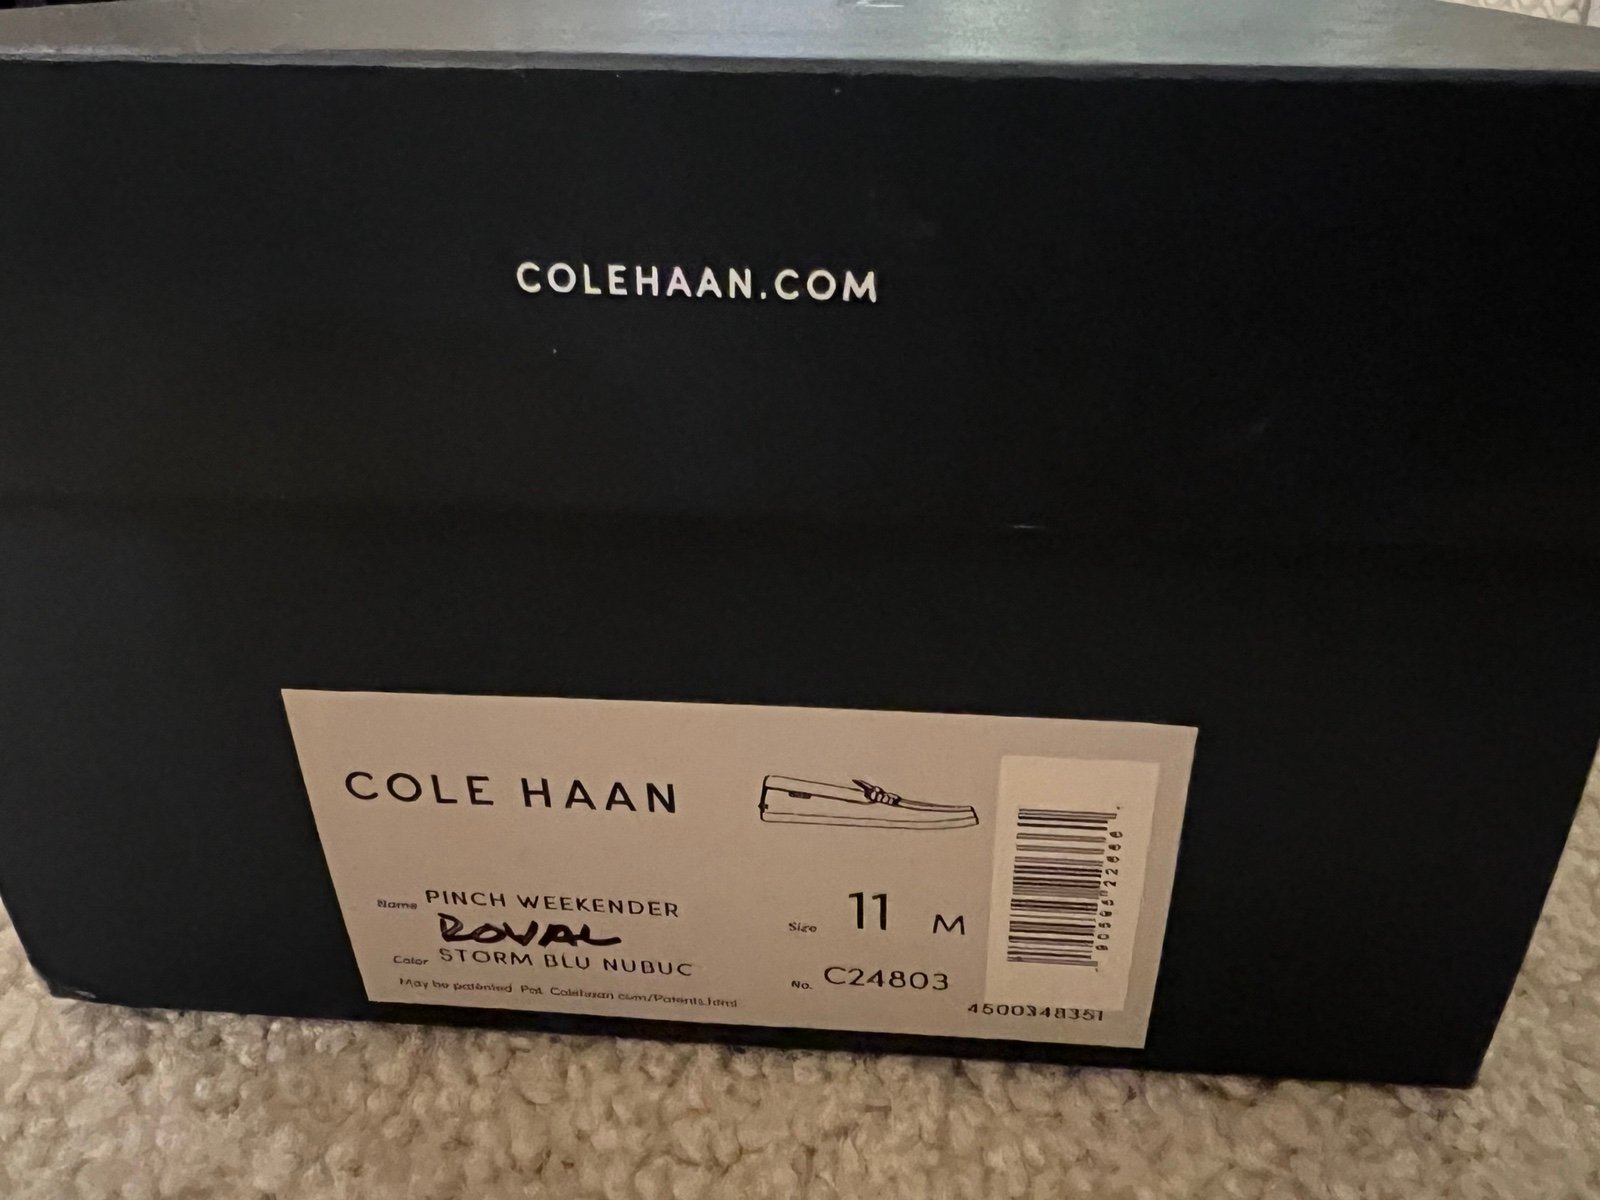 COLEHAAN.COM
COLE HAAN
Name PINCH WEEKENDER
ROVAL
Color STORM BLU NUBUC
May be patented Pat. Colehaan.com/Patents.html
Size 11 M
No. C24803
4500348351